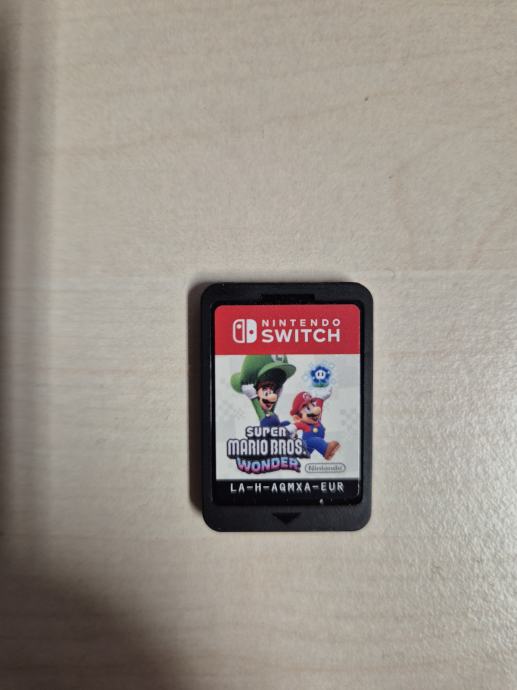 NINTENDO
SWITCH
SUPER
MARIO BROS.
WONDER
Nintendo
LA-H-AQMXA-EUR